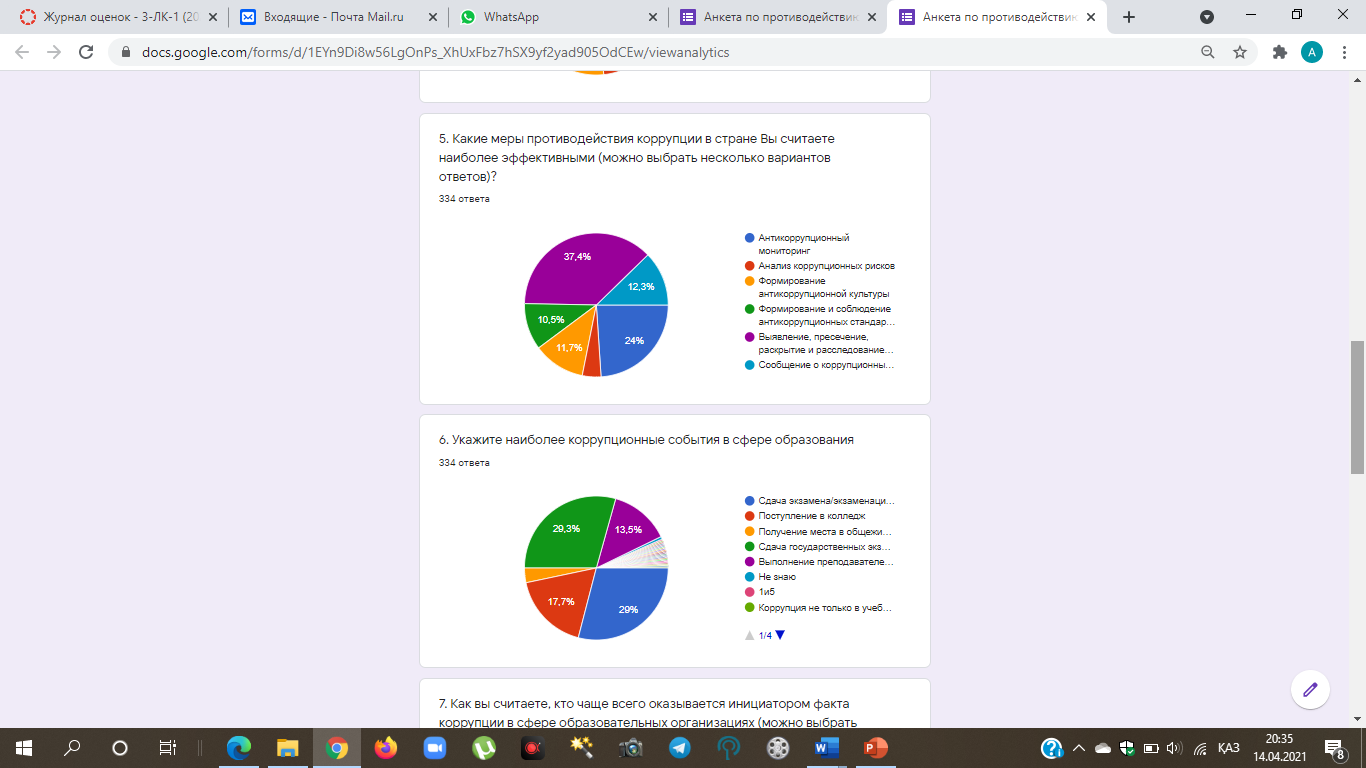 Журнал оценок - 3-ЛК-1 (20
Входящие - Почта Mail.ru
WhatsApp
Анкета по противодействию
Анкета по противодействию
docs.google.com/forms/d/1EYn9Di8w56LgOnPs_XhUxFbz7hSX9yf2yad905OdCEw/viewanalytics
А
5. Какие меры противодействия коррупции в стране Вы считаете
наиболее эффективными (можно выбрать несколько вариантов
ответов)?
334 ответа
37,4%
12,3%
10,5%
11,7%
24%
Антикоррупционный
мониторинг
Анализ коррупционных рисков
Формирование
антикоррупционной культуры
Формирование и соблюдение
антикоррупционных стандар...
Выявление, пресечение,
раскрытие и расследование...
Сообщение о коррупционны...
6. Укажите наиболее коррупционные события в сфере образования
334 ответа
29,3%
13,5%
17,7%
29%
Сдача экзамена/экзаменаци...
Поступление в колледж
Получение места в общежи...
Сдача государственных экз...
Выполнение преподавателе...
Не знаю
1и5
Коррупция не только в учеб...
1/4
7. Как вы считаете, кто чаще всего оказывается инициатором факта
коррупции в сфере образовательных организациях (можно выбрать
ҚАЗ
20:35
14.04.2021
8